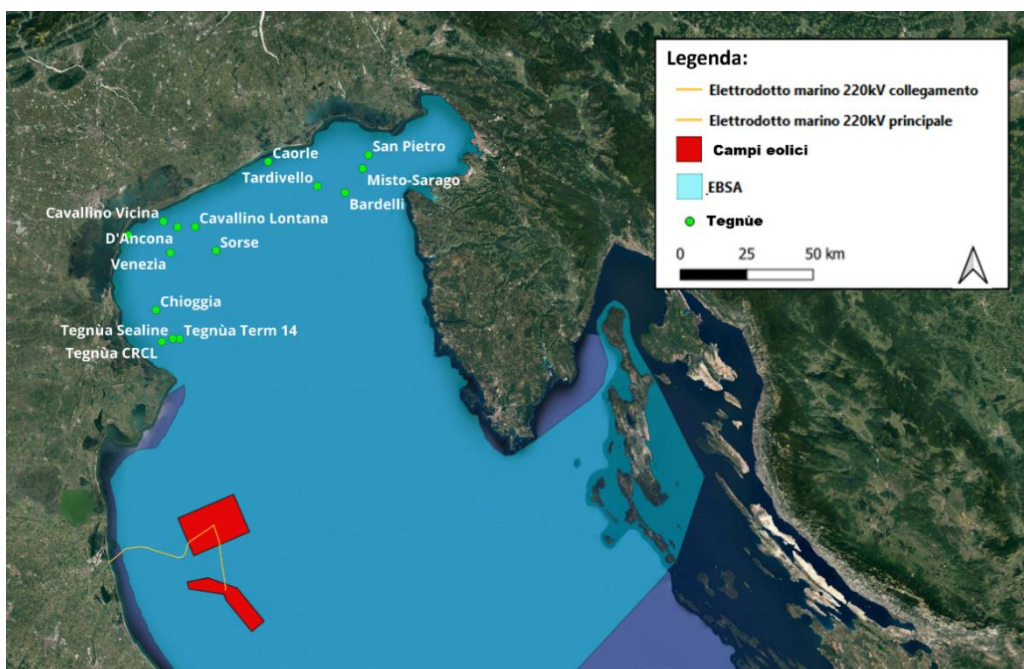 Legenda:
Elettrodotto marino 220kV collegamento
Elettrodotto marino 220kV principale
Campi eolici
EBSA
Tegnùe
0 25 50 km
San Pietro
Caorle
Tardivello
Misto-Sarago
Bardelli
Cavallino Vicina
Cavallino Lontana
D'Ancona
Sorse
Venezia
Chioggia
Tegnùa Sealine
Tegnùa Term 14
Tegnùa CRCL